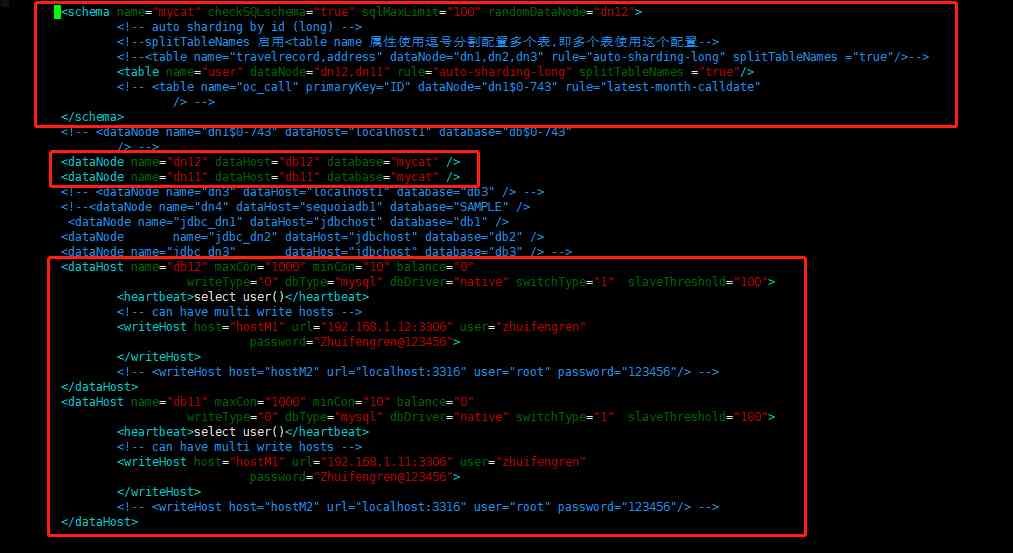 <schema name="mycat" checkSQLschema="true" sqlMaxLimit="100" randomDataNode="dn12">
<!-- auto sharding by id (long) -->
<!--splitTableNames 启用<table name 属性使用逗号分割配置多个表,即多个表使用这个配置-->
<!--<table name="travelrecord,address" dataNode="dn1,dn2,dn3" rule="auto-sharding-long" splitTableNames ="true"/>-->
<table name="user" dataNode="dn12,dn11" rule="auto-sharding-long" splitTableNames ="true"/>
<!-- <table name="oc_call" primaryKey="ID" dataNode="dn1$0-743" rule="latest-month-calldate"
/> -->
</schema>
<!-- <dataNode name="dn1$0-743" dataHost="localhost1" database="db$0-743"
/> -->
<dataNode name="dn12" dataHost="db12" database="mycat" />
<dataNode name="dn11" dataHost="db11" database="mycat" />
<!-- <dataNode name="dn3" dataHost="localhost1" database="db3" /> -->
<!--<dataNode name="dn4" dataHost="sequoiadb1" database="SAMPLE" />
<dataNode name="jdbc_dn1" dataHost="jdbchost" database="db1" />
<dataNode name="jdbc_dn2" dataHost="jdbchost" database="db2" />
<dataNode name="jdbc_dn3" dataHost="jdbchost" database="db3" /> -->
<dataHost name="db12" maxCon="1000" minCon="10" balance="0"
writeType="0" dbType="mysql" dbDriver="native" switchType="1" slaveThreshold="100">
<heartbeat>select user()</heartbeat>
<!-- can have multi write hosts -->
<writeHost host="hostM1" url="192.168.1.12:3306" user="zhuifengren"
password="Zhuifengren@123456">
</writeHost>
<!-- <writeHost host="hostM2" url="localhost:3316" user="root" password="123456"/> -->
</dataHost>
<dataHost name="db11" maxCon="1000" minCon="10" balance="0"
writeType="0" dbType="mysql" dbDriver="native" switchType="1" slaveThreshold="100">
<heartbeat>select user()</heartbeat>
<!-- can have multi write hosts -->
<writeHost host="hostM1" url="192.168.1.11:3306" user="zhuifengren"
password="Zhuifengren@123456">
</writeHost>
<!-- <writeHost host="hostM2" url="localhost:3316" user="root" password="123456"/> -->
</dataHost>